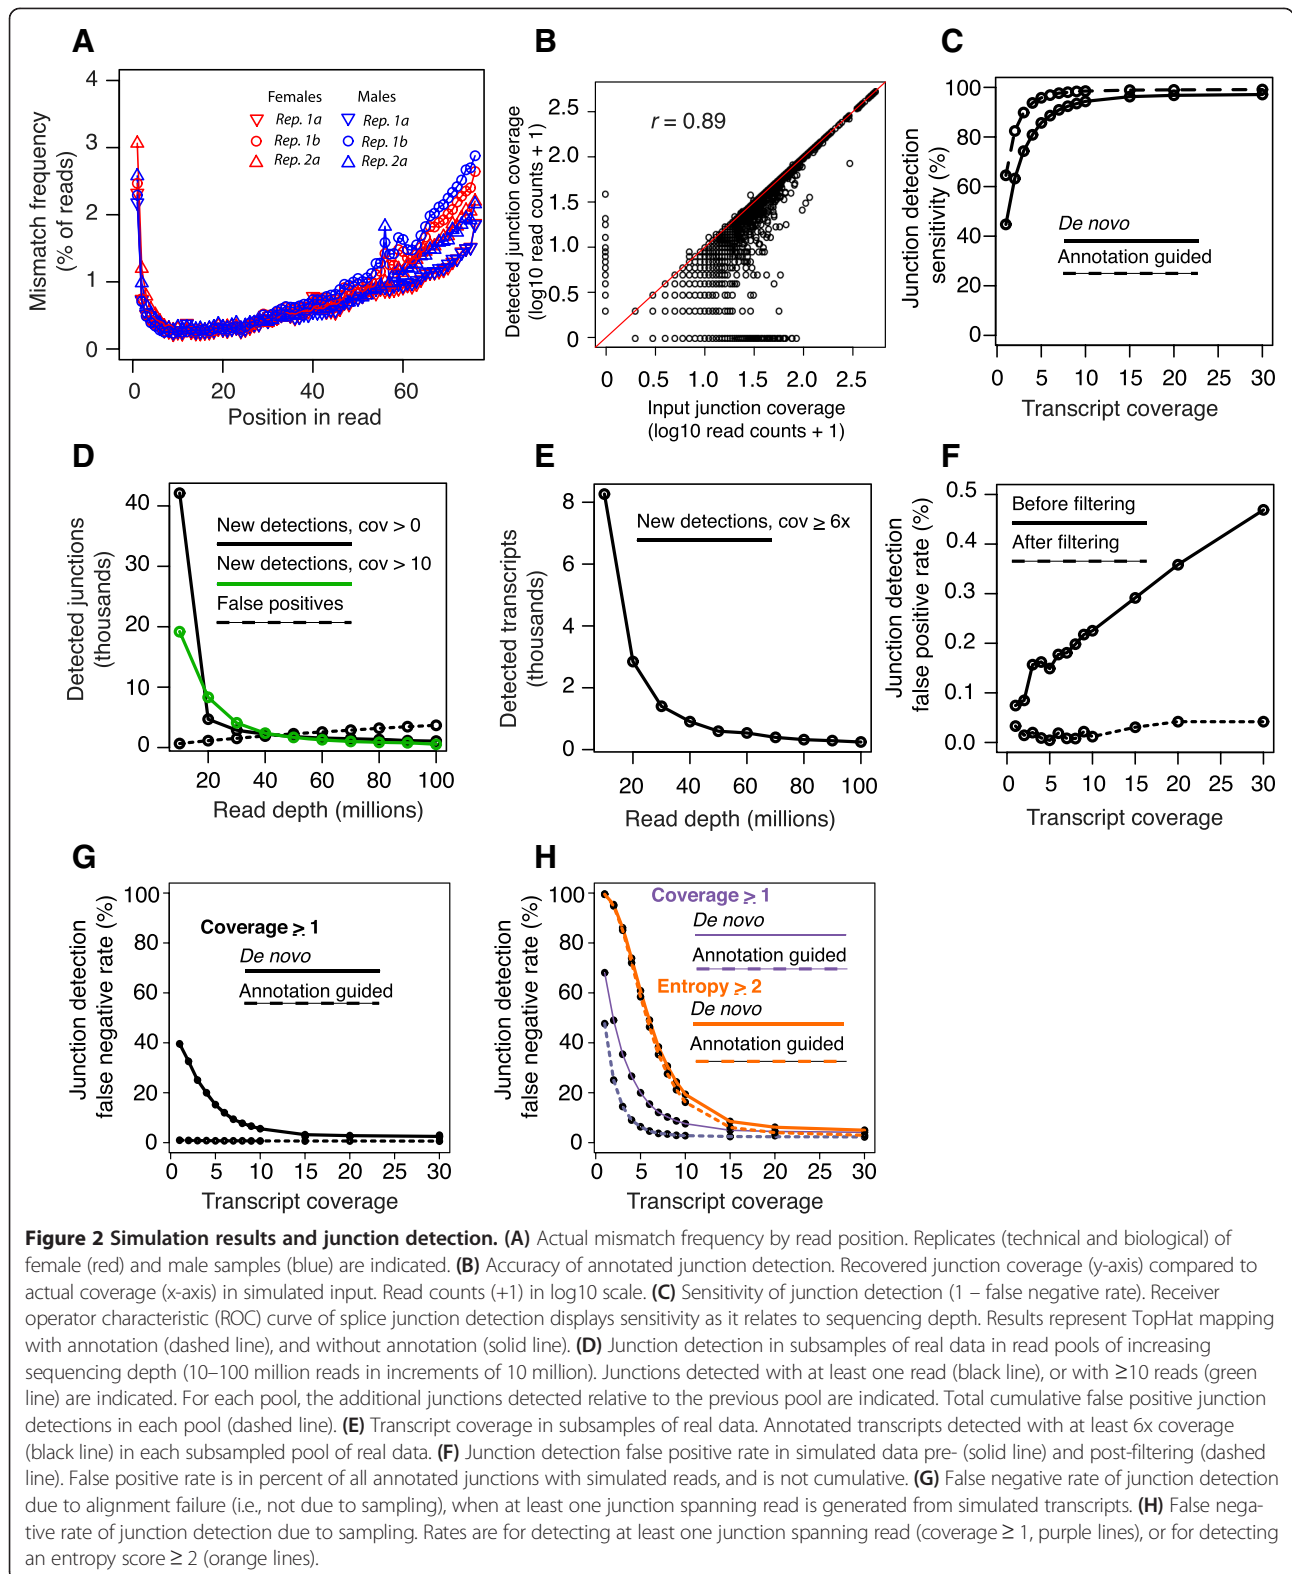 A
Mismatch frequency
(% of reads)
4
3
2
1
0
Females Males
Rep. 1a Rep. 1a
Rep. 1b Rep. 1b
Rep. 2a Rep. 2a
0 20 40 60
Position in read
B
Detected junction coverage
(log10 read counts + 1)
2.5
2.0
1.5
1.0
0.5
0
r = 0.89
0 0.5 1.0 1.5 2.0 2.5
Input junction coverage
(log10 read counts + 1)
C
Junction detection
sensitivity (%)
100
80
60
40
20
0
De novo
Annotation guided
0 5 10 15 20 25 30
Transcript coverage
D
Detected junctions
(thousands)
40
30
20
10
0
New detections, cov > 0
New detections, cov > 10
False positives
20 40 60 80 100
Read depth (millions)
E
Detected transcripts
(thousands)
8
6
4
2
0
New detections, cov ≥ 6x
20 40 60 80 100
Read depth (millions)
F
Junction detection
false positive rate (%)
0.5
0.4
0.3
0.2
0.1
0.0
Before filtering
After filtering
0 5 10 15 20 25 30
Transcript coverage
G
Junction detection
false negative rate (%)
100
80
60
40
20
0
Coverage ≥ 1
De novo
Annotation guided
0 5 10 15 20 25 30
Transcript coverage
H
Junction detection
false negative rate (%)
100
80
60
40
20
0
Coverage ≥ 1
De novo
Annotation guided
Entropy ≥ 2
De novo
Annotation guided
0 5 10 15 20 25 30
Transcript coverage
Figure 2 Simulation results and junction detection. (A) Actual mismatch frequency by read position. Replicates (technical and biological) of
female (red) and male samples (blue) are indicated. (B) Accuracy of annotated junction detection. Recovered junction coverage (y-axis) compared to
actual coverage (x-axis) in simulated input. Read counts (+1) in log10 scale. (C) Sensitivity of junction detection (1 – false negative rate). Receiver
operator characteristic (ROC) curve of splice junction detection displays sensitivity as it relates to sequencing depth. Results represent TopHat mapping
with annotation (dashed line), and without annotation (solid line). (D) Junction detection in subsamples of real data in read pools of increasing
sequencing depth (10–100 million reads in increments of 10 million). Junctions detected with at least one read (black line), or with ≥10 reads (green
line) are indicated. For each pool, the additional junctions detected relative to the previous pool are indicated. Total cumulative false positive junction
detections in each pool (dashed line). (E) Transcript coverage in subsamples of real data. Annotated transcripts detected with at least 6x coverage
(black line) in each subsampled pool of real data. (F) Junction detection false positive rate in simulated data pre- (solid line) and post-filtering (dashed
line). False positive rate is in percent of all annotated junctions with simulated reads, and is not cumulative. (G) False negative rate of junction detection
due to alignment failure (i.e., not due to sampling), when at least one junction spanning read is generated from simulated transcripts. (H) False nega-
tive rate of junction detection due to sampling. Rates are for detecting at least one junction spanning read (coverage ≥ 1, purple lines), or for detecting
an entropy score ≥ 2 (orange lines).